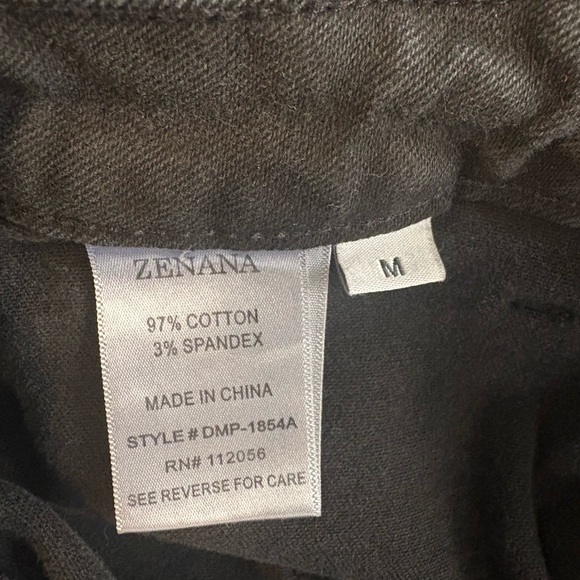 ZENANA
M
97% COTTON
3% SPANDEX
MADE IN CHINA
STYLE # DMP-1854A
RN# 112056
SEE REVERSE FOR CARE